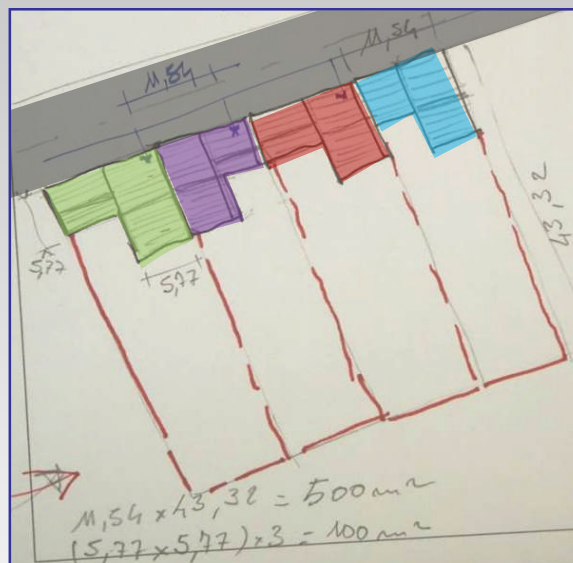 11,54
11,54
5,77
5,77
43,32
11,54 x 43,32 = 500 m²
(5,77 x 5,77) x 3 = 100 m²